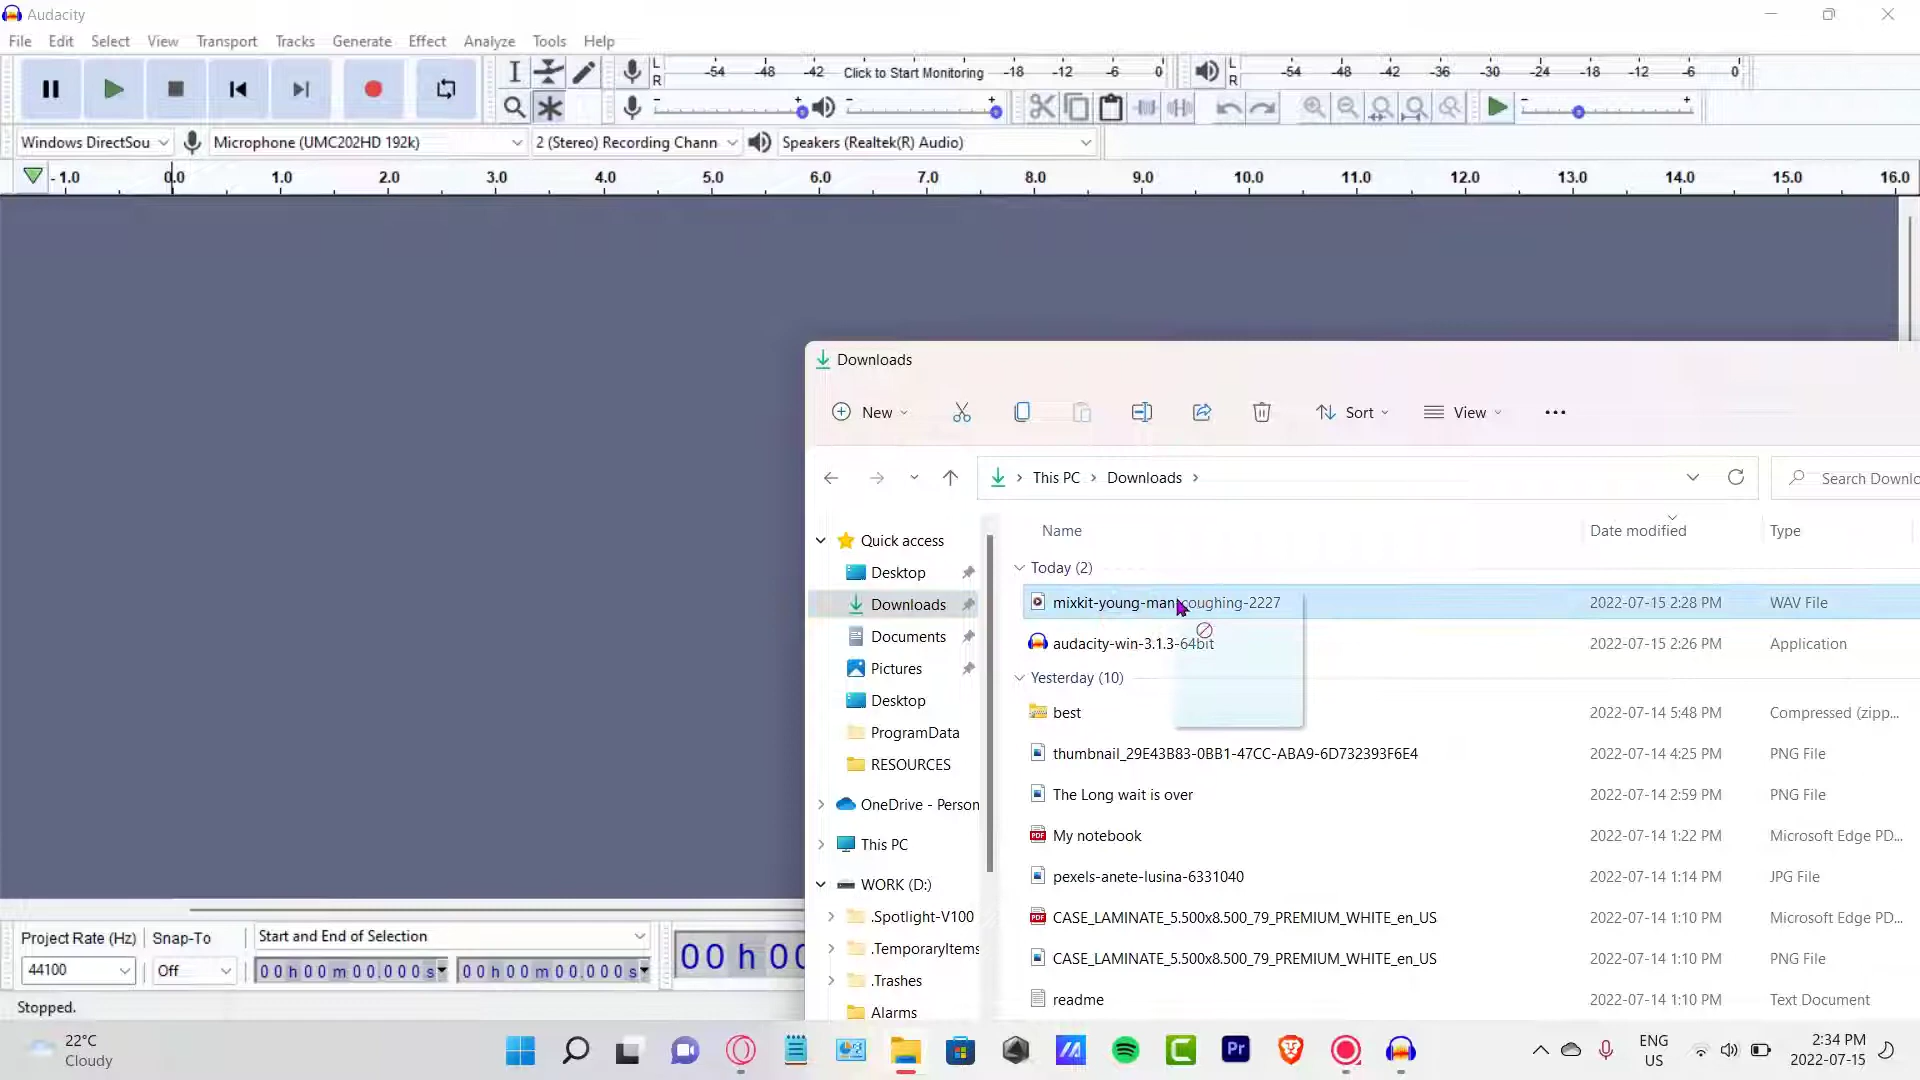 Audacity
File Edit Select View Transport Tracks Generate Effect Analyze Tools Help
L R -54 -48 -42 Click to Start Monitoring -18 -12 -6 0 L R -54 -48 -42 -36 -30 -24 -18 -12 -6 0
- + - + - +
Windows DirectSou Microphone (UMC202HD 192k) 2 (Stereo) Recording Chann Speakers (Realtek(R) Audio)
-1.0 0.0 1.0 2.0 3.0 4.0 5.0 6.0 7.0 8.0 9.0 10.0 11.0 12.0 13.0 14.0 15.0 16.0
Downloads
New Sort View
This PC Downloads Search Downlo
Name Date modified Type
Quick access
Desktop
Downloads
Documents
Pictures
Desktop
ProgramData
RESOURCES
OneDrive - Person
This PC
WORK (D:)
.Spotlight-V100
.TemporaryItems
.Trashes
Alarms
Today (2)
mixkit-young-man-coughing-2227 2022-07-15 2:28 PM WAV File
audacity-win-3.1.3-64bit 2022-07-15 2:26 PM Application
Yesterday (10)
best 2022-07-14 5:48 PM Compressed (zipp...
thumbnail_29E43B83-0BB1-47CC-ABA9-6D732393F6E4 2022-07-14 4:25 PM PNG File
The Long wait is over 2022-07-14 2:59 PM PNG File
My notebook 2022-07-14 1:22 PM Microsoft Edge PD...
pexels-anete-lusina-6331040 2022-07-14 1:14 PM JPG File
CASE_LAMINATE_5.500x8.500_79_PREMIUM_WHITE_en_US 2022-07-14 1:10 PM Microsoft Edge PD...
CASE_LAMINATE_5.500x8.500_79_PREMIUM_WHITE_en_US 2022-07-14 1:10 PM PNG File
readme 2022-07-14 1:10 PM Text Document
Project Rate (Hz) Snap-To Start and End of Selection
44100 Off 00 h 00 m 00.000 s 00 h 00 m 00.000 s 00 h 00
Stopped.
22°C
Cloudy
Pr
ENG
US
2:34 PM
2022-07-15